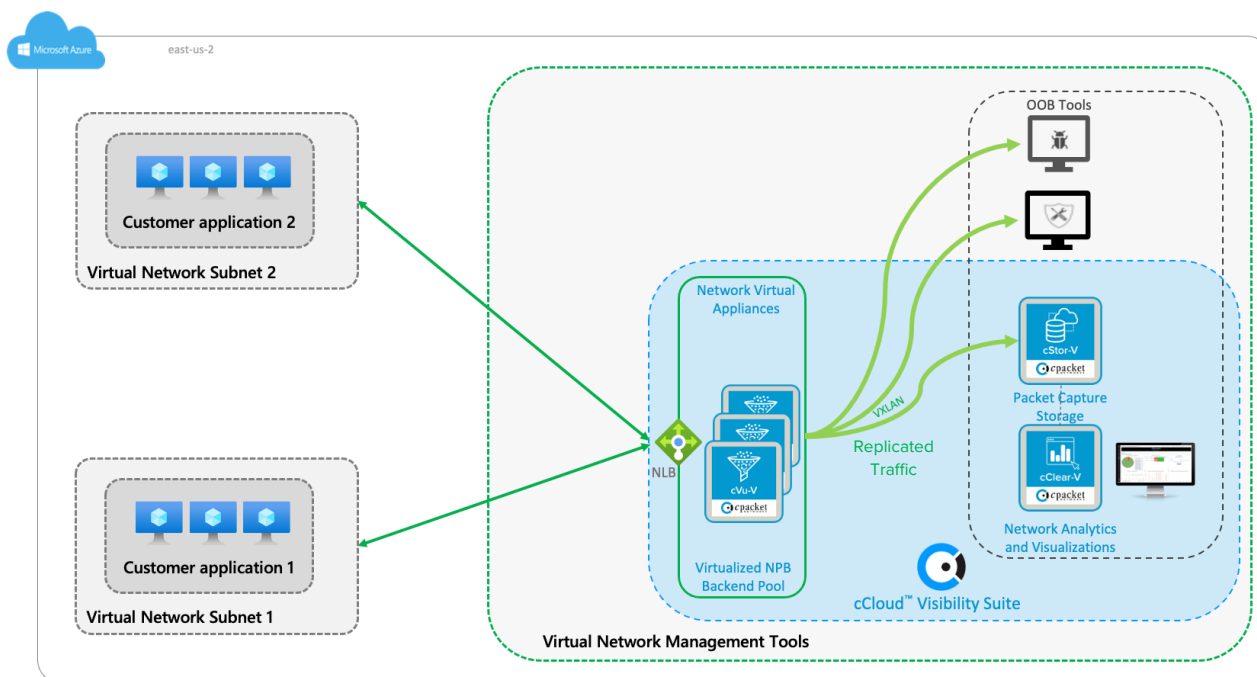 Microsoft Azure
east-us-2
OOB Tools
Customer application 2
Virtual Network Subnet 2
Network Virtual
Appliances
cStor-V
cpacket
Packet Capture
Storage
VXLAN
Replicated
Traffic
NLB
cVu-V
cpacket
cClear-V
cpacket
Network Analytics
and Visualizations
Customer application 1
Virtual Network Subnet 1
Virtualized NPB
Backend Pool
cCloud™ Visibility Suite
Virtual Network Management Tools